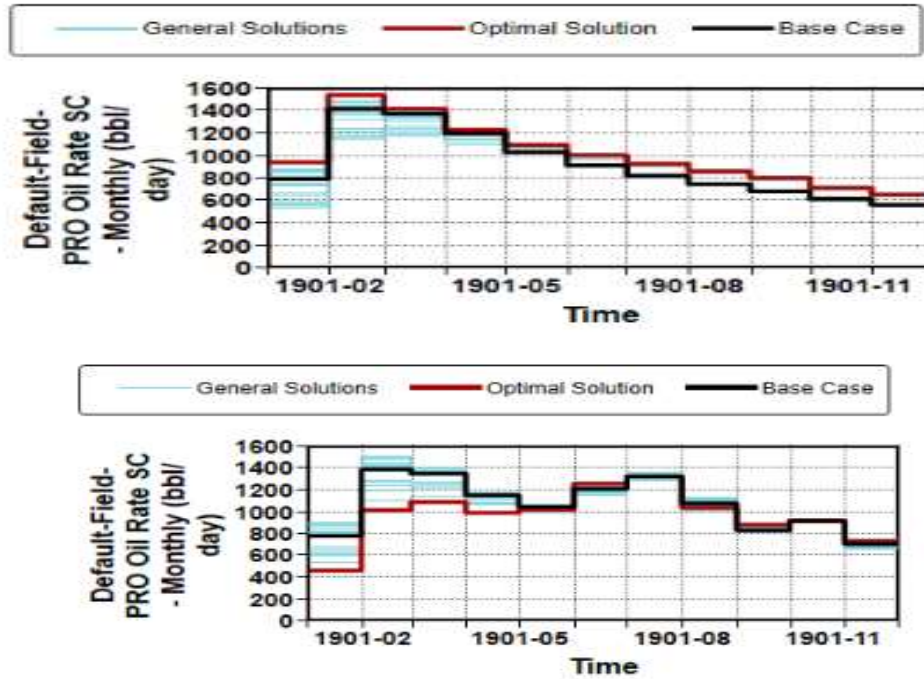 General Solutions Optimal Solution Base Case
Default-Field-
PRO Oil Rate SC
- Monthly (bbl/
day)
1600
1400
1200
1000
800
600
400
200
0
1901-02 1901-05 1901-08 1901-11
Time
General Solutions Optimal Solution Base Case
Default-Field-
PRO Oil Rate SC
- Monthly (bbl/
day)
1600
1400
1200
1000
800
600
400
200
0
1901-02 1901-05 1901-08 1901-11
Time